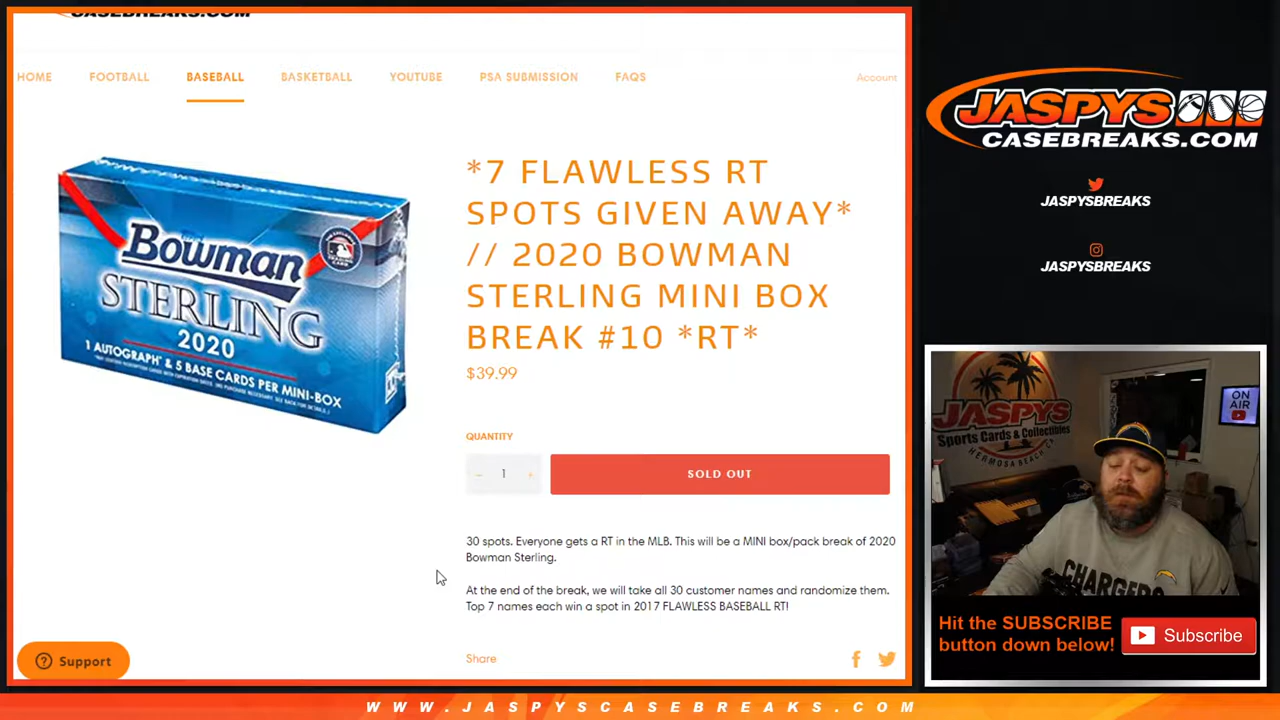 CASEBREAKS.COM
HOME FOOTBALL BASEBALL BASKETBALL YOUTUBE PSA SUBMISSION FAQS Account
Bowman
STERLING
2020
1 AUTOGRAPH* & 5 BASE CARDS PER MINI-BOX
*7 FLAWLESS RT
SPOTS GIVEN AWAY*
// 2020 BOWMAN
STERLING MINI BOX
BREAK #10 *RT*
$39.99
QUANTITY
− 1 +
SOLD OUT
30 spots. Everyone gets a RT in the MLB. This will be a MINI box/pack break of 2020
Bowman Sterling.
At the end of the break, we will take all 30 customer names and randomize them.
Top 7 names each win a spot in 2017 FLAWLESS BASEBALL RT!
Share
Support
JASPYS
CASEBREAKS.COM
JASPYSBREAKS
JASPYSBREAKS
JASPYS
Sports Cards & Collectibles
HERMOSA BEACH, CA
ON
AIR
CHARGERS
Hit the SUBSCRIBE
button down below!
Subscribe
WWW.JASPYSCASEBREAKS.COM